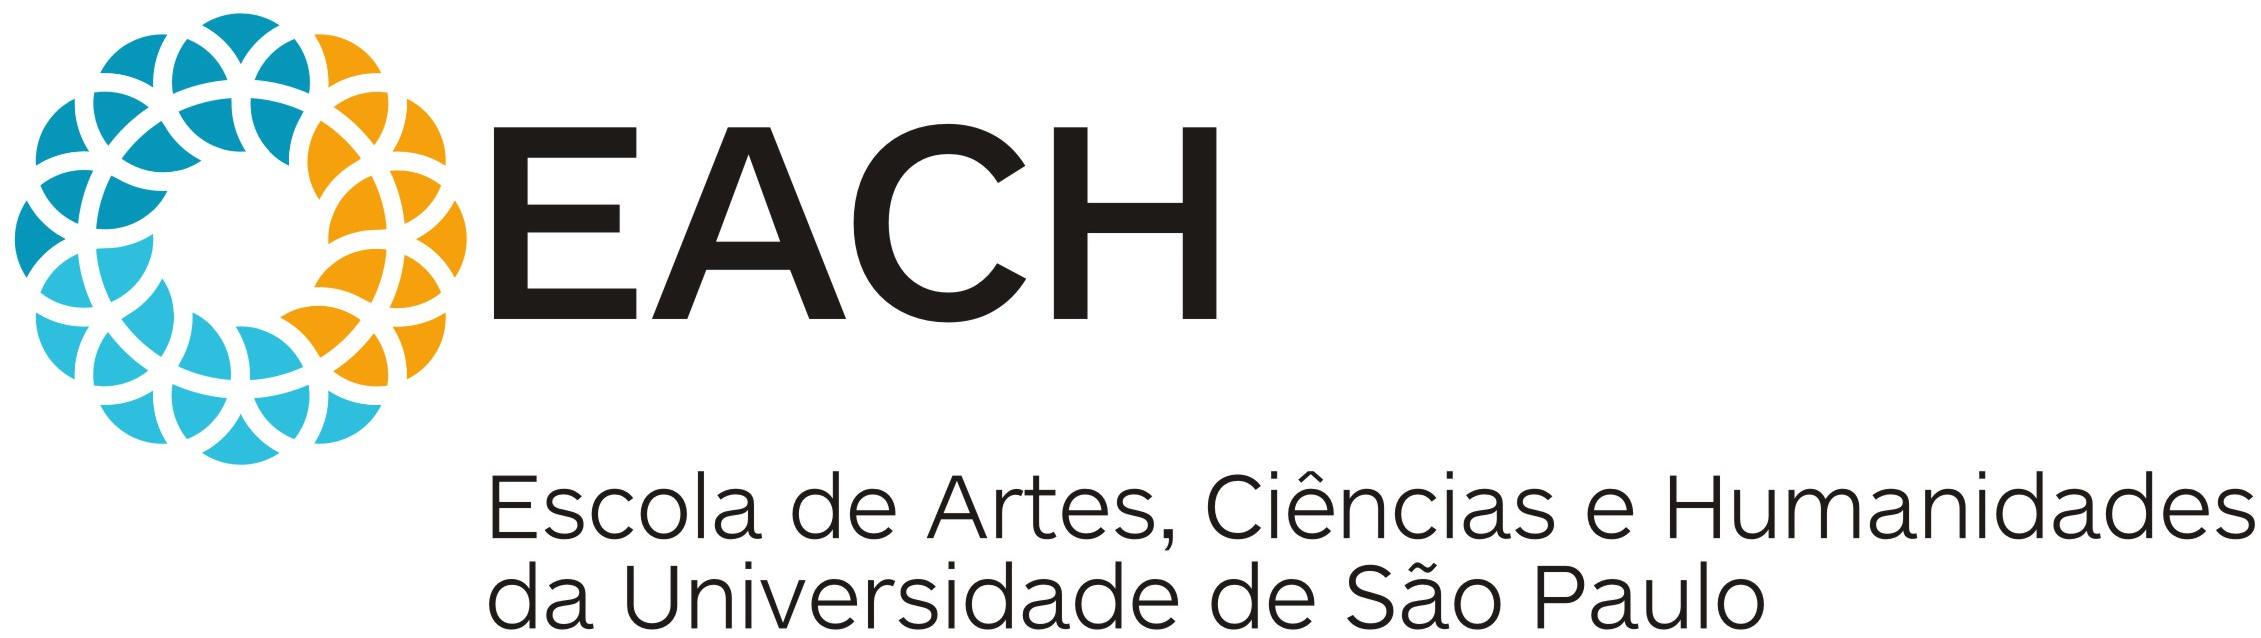 EACH
Escola de Artes, Ciências e Humanidades
da Universidade de São Paulo